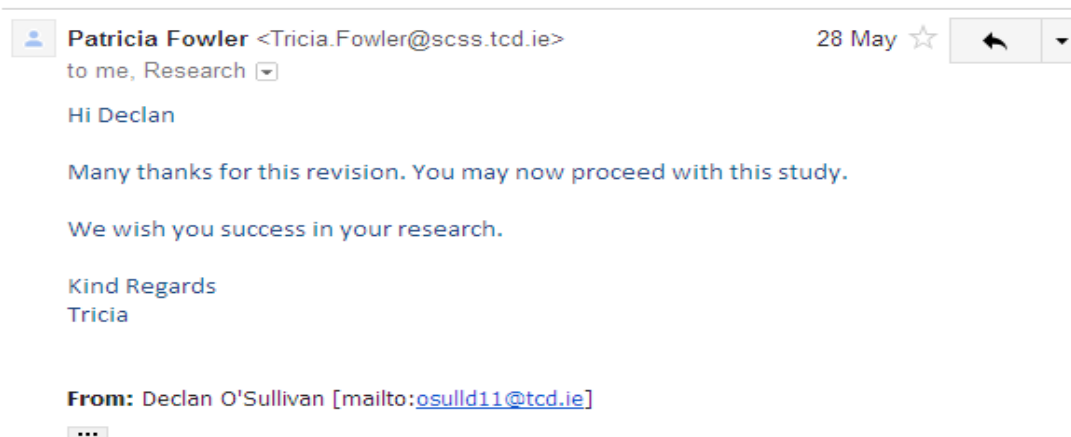 Patricia Fowler <Tricia.Fowler@scss.tcd.ie> 28 May
to me, Research
Hi Declan
Many thanks for this revision. You may now proceed with this study.
We wish you success in your research.
Kind Regards
Tricia
From: Declan O'Sullivan [mailto:osulld11@tcd.ie]